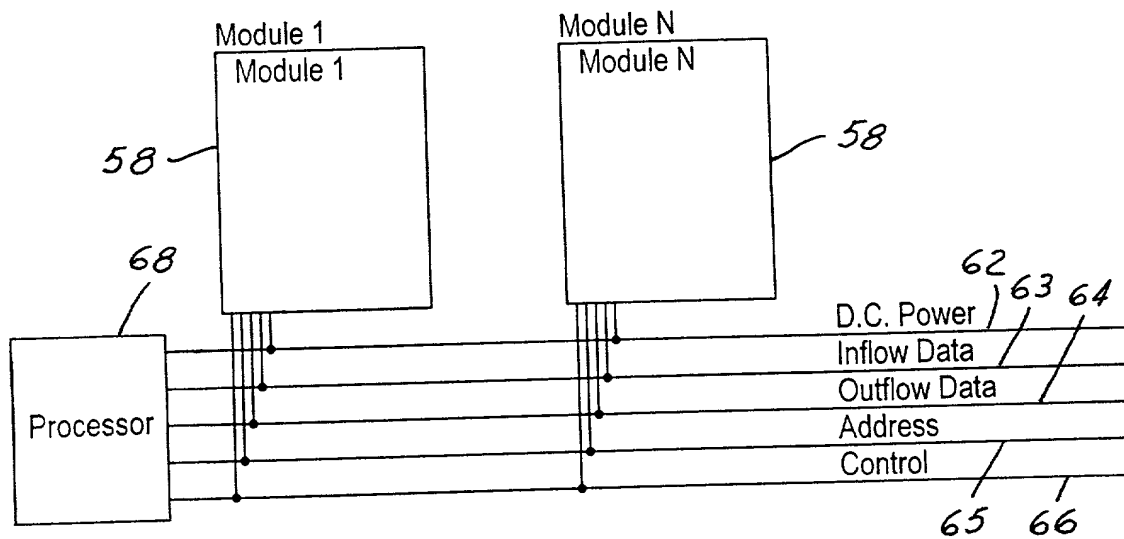 Module 1
Module N
Module 1
Module N
58
58
68
62
63
64
D.C. Power
Inflow Data
Outflow Data
Processor
Address
Control
65
66